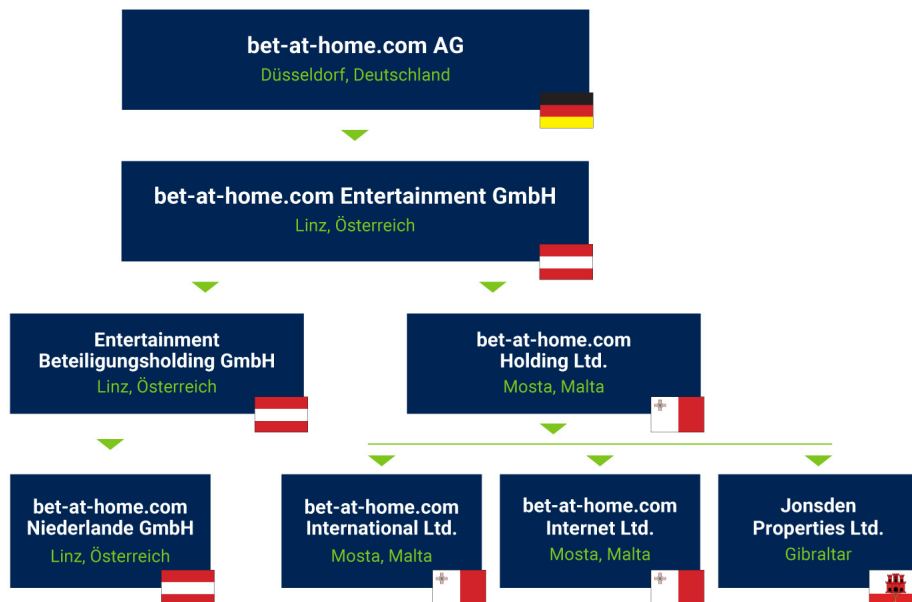 bet-at-home.com AG
Düsseldorf, Deutschland
bet-at-home.com Entertainment GmbH
Linz, Österreich
Entertainment
Beteiligungsholding GmbH
Linz, Österreich
bet-at-home.com
Holding Ltd.
Mosta, Malta
bet-at-home.com
Niederlande GmbH
Linz, Österreich
bet-at-home.com
International Ltd.
Mosta, Malta
bet-at-home.com
Internet Ltd.
Mosta, Malta
Jonsden
Properties Ltd.
Gibraltar